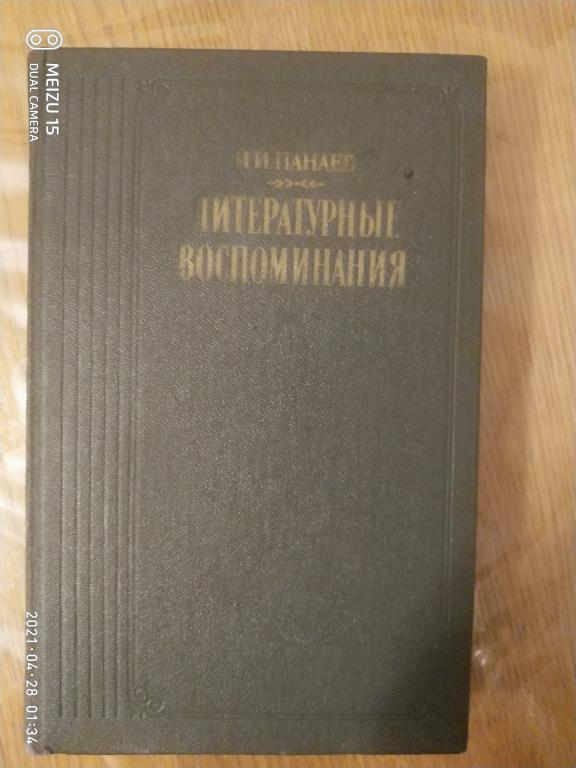 И.И.ПАНАЕВ
ЛИТЕРАТУРНЫЕ
ВОСПОМИНАНИЯ
MEIZU 15
DUAL CAMERA
2021·04·28 01:34